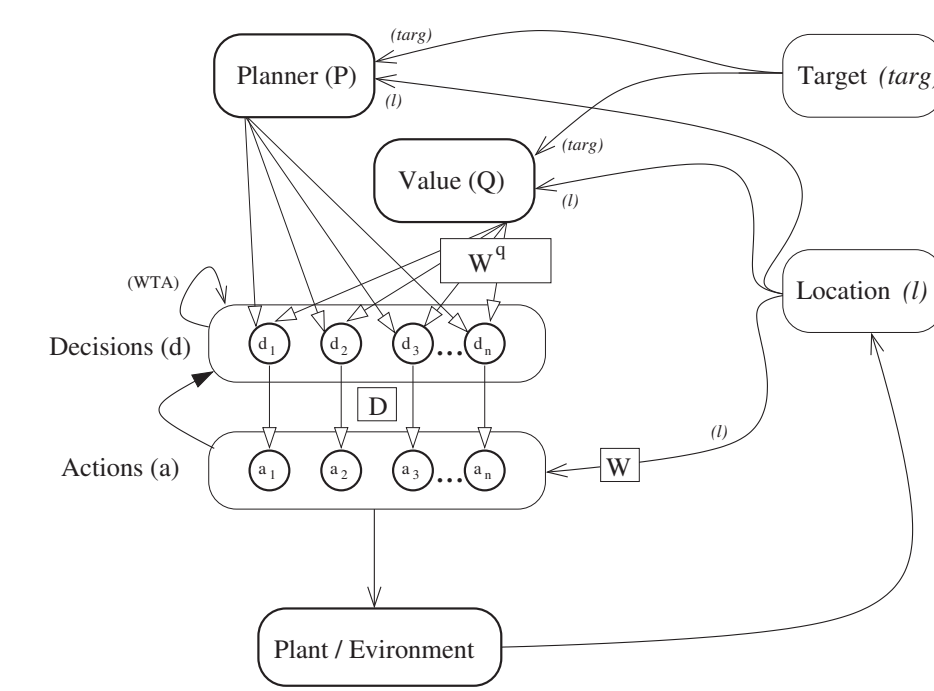 (targ)
Planner (P)
Target (targ)
(l)
(targ)
Value (Q)
(l)
W^q
(WTA)
Location (l)
Decisions (d)
d1 d2 d3 ... dn
D
(l)
Actions (a)
a1 a2 a3 ... an
W
Plant / Evironment